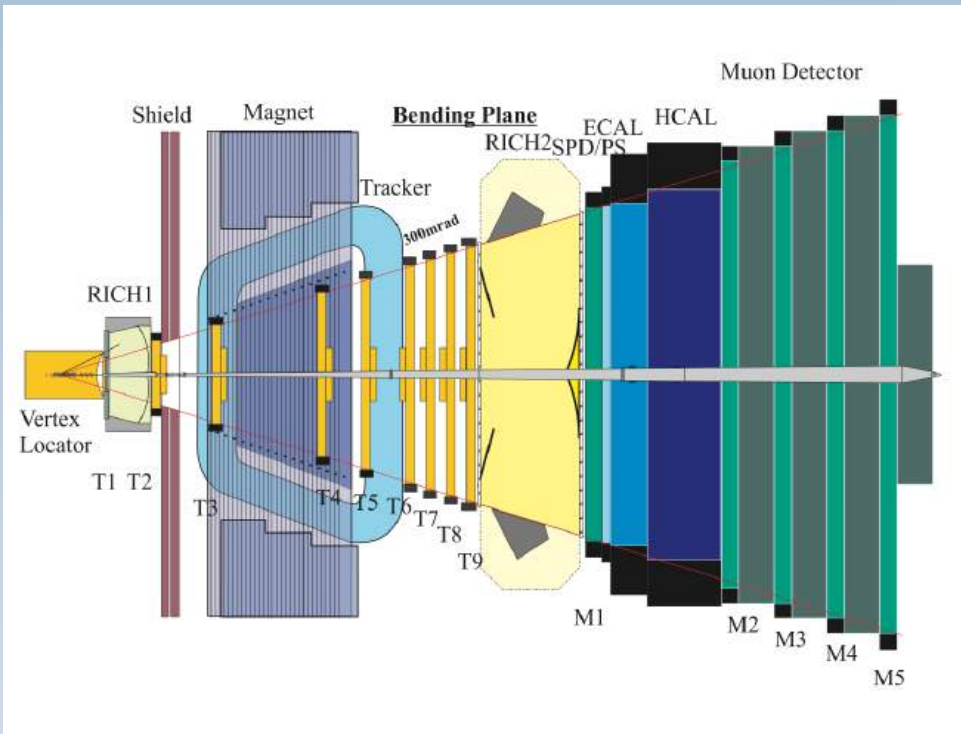 Muon Detector
Shield
Magnet
Bending Plane
ECAL
HCAL
RICH2
SPD/PS
Tracker
300mrad
RICH1
Vertex
Locator
T1
T2
T3
T4
T5
T6
T7
T8
T9
M1
M2
M3
M4
M5